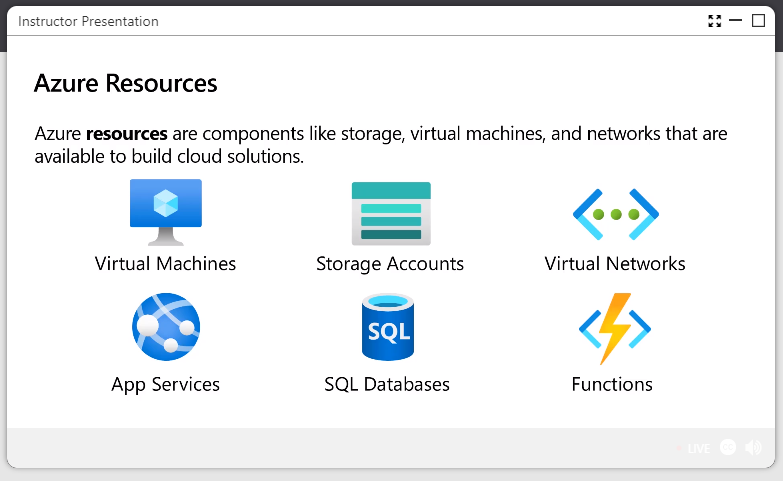 Instructor Presentation
Azure Resources
Azure resources are components like storage, virtual machines, and networks that are
available to build cloud solutions.
Virtual Machines
Storage Accounts
Virtual Networks
SQL
App Services
SQL Databases
Functions
LIVE